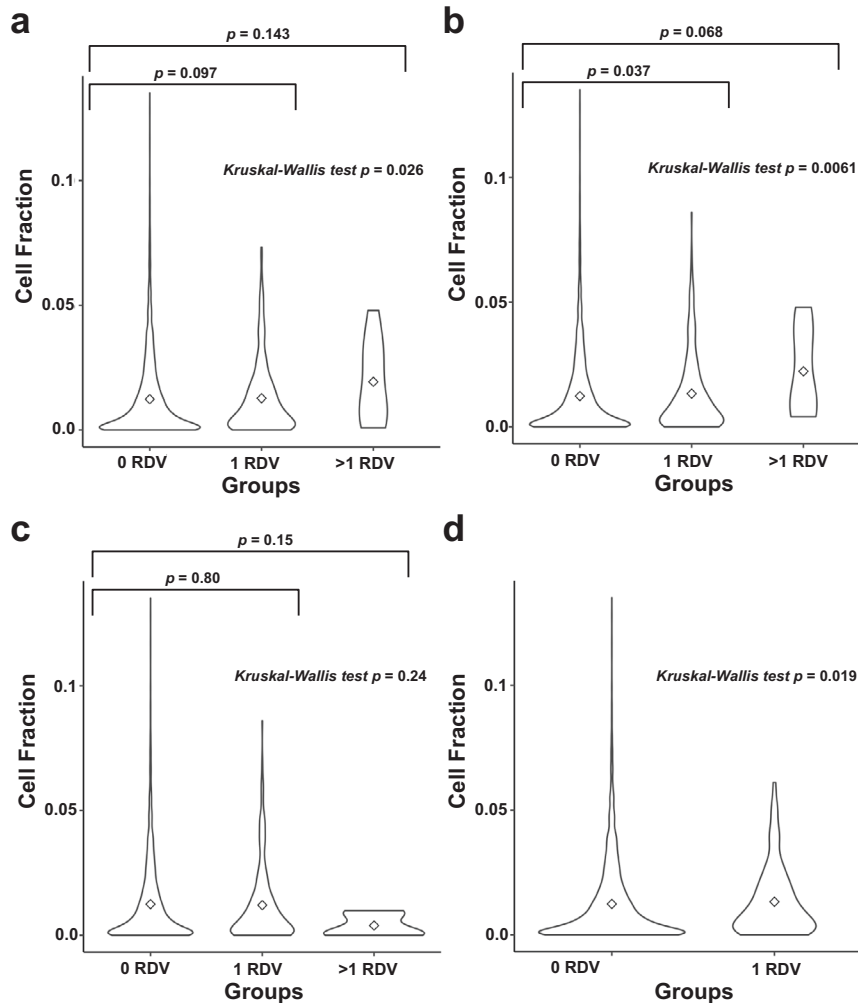 a
p = 0.143
p = 0.097
Kruskal-Wallis test p = 0.026
Cell Fraction
0.1
0.05
0.0
0 RDV 1 RDV >1 RDV
Groups
b
p = 0.068
p = 0.037
Kruskal-Wallis test p = 0.0061
Cell Fraction
0.1
0.05
0.0
0 RDV 1 RDV >1 RDV
Groups
c
p = 0.15
p = 0.80
Kruskal-Wallis test p = 0.24
Cell Fraction
0.1
0.05
0.0
0 RDV 1 RDV >1 RDV
Groups
d
Kruskal-Wallis test p = 0.019
Cell Fraction
0.1
0.05
0.0
0 RDV 1 RDV
Groups